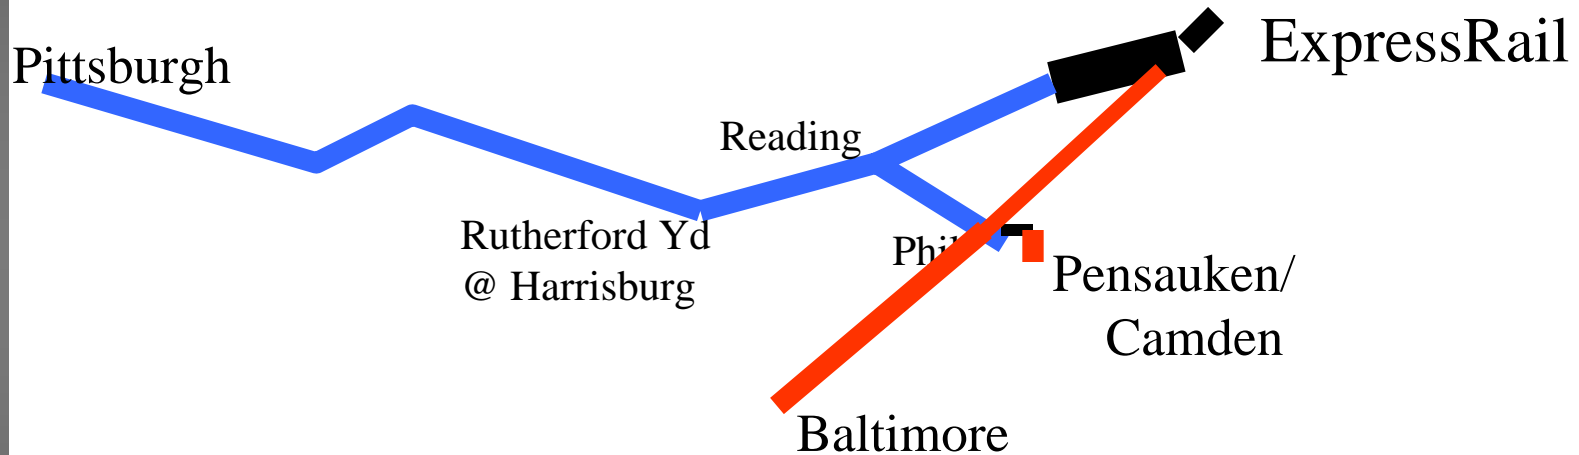 ExpressRail
Pittsburgh
Reading
Rutherford Yd
@ Harrisburg
Pensauken/
Camden
Baltimore